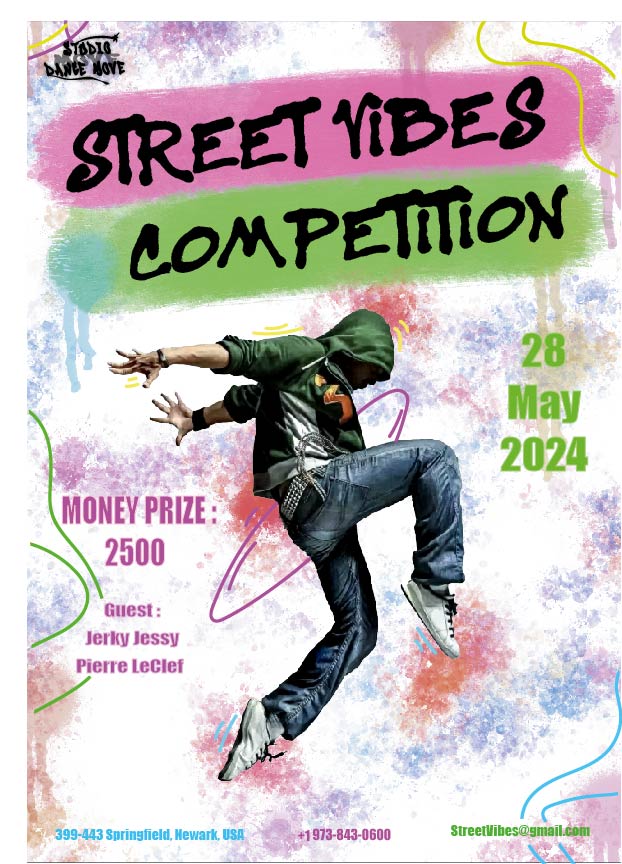 STUDIO
DANCE MOVE
STREET ViBES
COMPETITION
28
May
2024
MONEY PRIZE :
2500
Guest :
Jerky Jessy
Pierre LeClef
399-443 Springfield, Newark, USA
+1 973-843-0600
StreetVibes@gmail.com